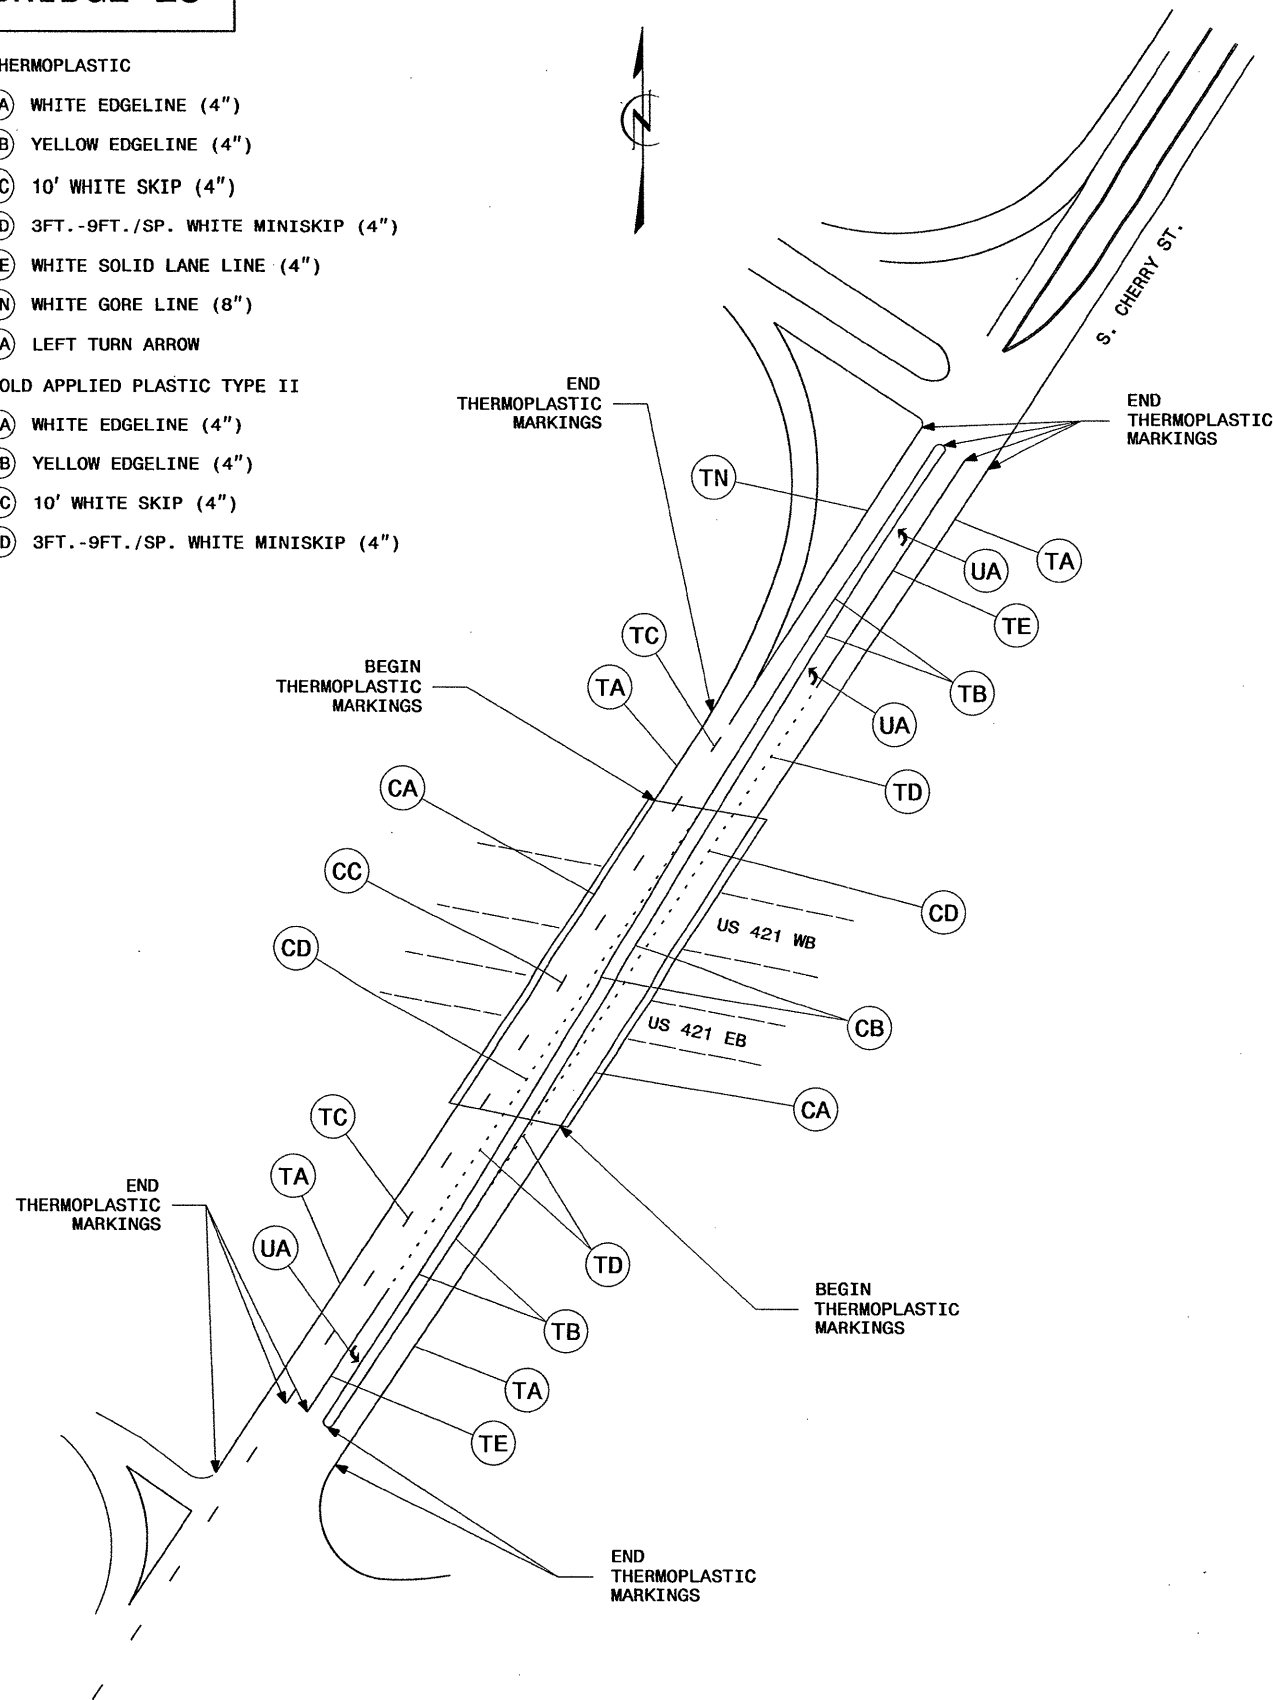 HERMOPLASTIC
A WHITE EDGELINE (4")
B YELLOW EDGELINE (4")
C 10' WHITE SKIP (4")
D 3FT.-9FT./SP. WHITE MINISKIP (4")
E WHITE SOLID LANE LINE (4")
N WHITE GORE LINE (8")
A LEFT TURN ARROW
OLD APPLIED PLASTIC TYPE II
A WHITE EDGELINE (4")
B YELLOW EDGELINE (4")
C 10' WHITE SKIP (4")
D 3FT.-9FT./SP. WHITE MINISKIP (4")
N
S. CHERRY ST.
END
THERMOPLASTIC
MARKINGS
END
THERMOPLASTIC
MARKINGS
TN
TA
UA
TE
TC
TB
BEGIN
THERMOPLASTIC
MARKINGS
TA
UA
CA
TD
CC
CD
US 421 WB
CD
CB
US 421 EB
CA
TC
TA
END
THERMOPLASTIC
MARKINGS
UA
TD
BEGIN
THERMOPLASTIC
MARKINGS
TB
TA
TE
END
THERMOPLASTIC
MARKINGS